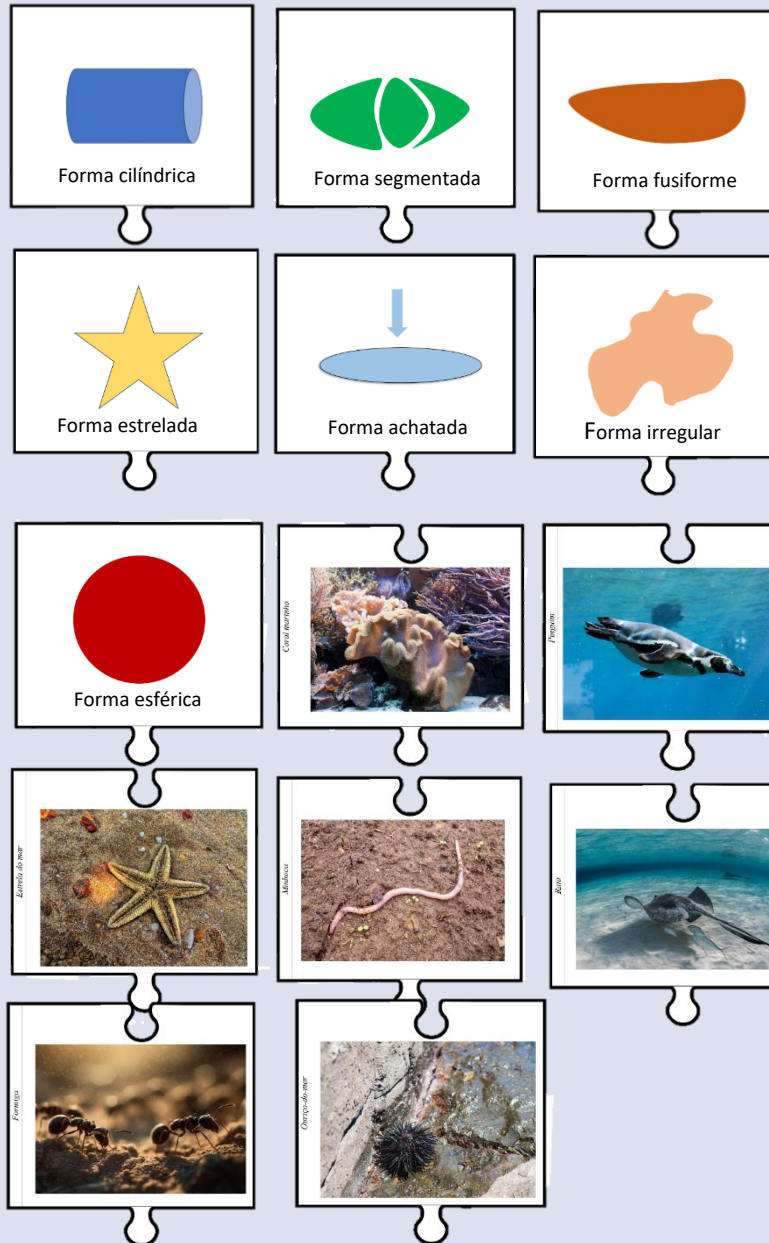 Forma cilíndrica
Forma segmentada
Forma fusiforme
Forma estrelada
Forma achatada
Forma irregular
Forma esférica
Coral marinho
Pinguim
Estrela do mar
Minhoca
Raia
Formiga
Ouriço-do-mar